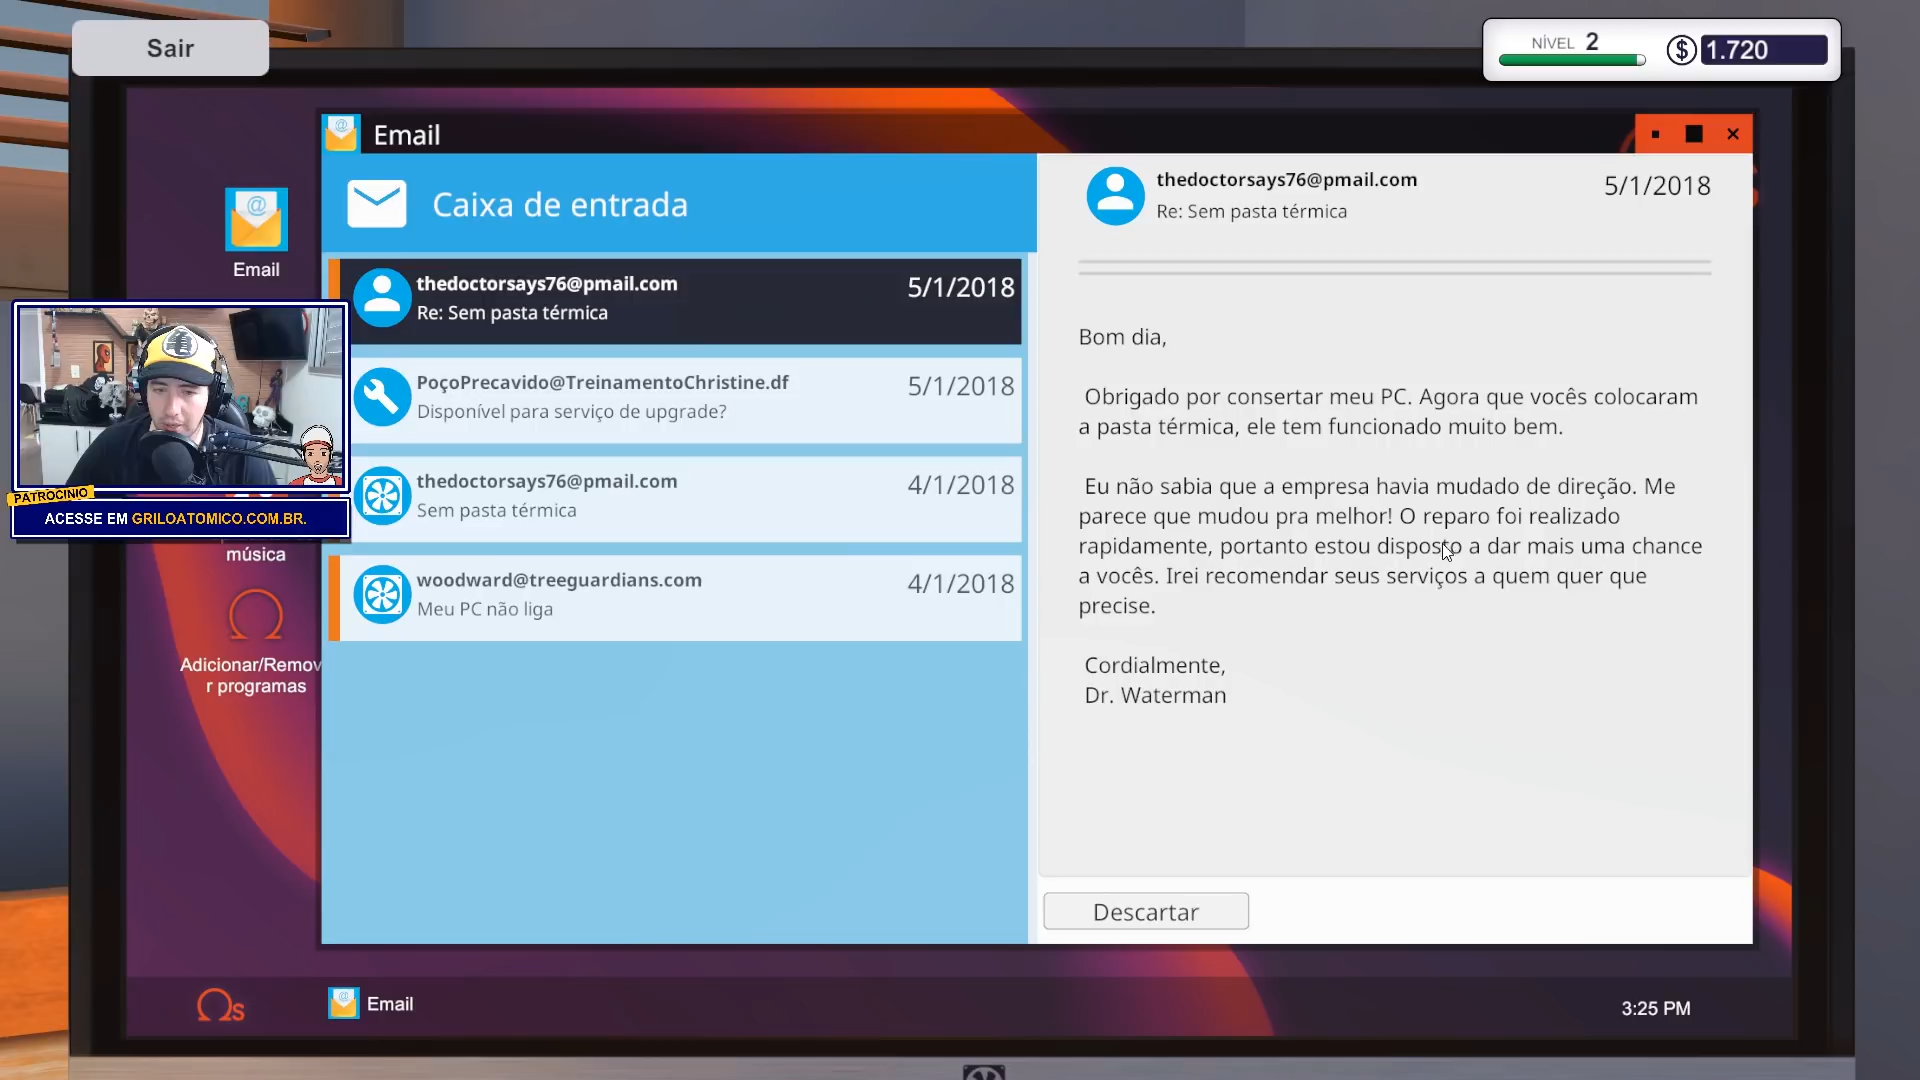 Sair
NÍVEL 2
$ 1.720
Email
Email
Caixa de entrada
thedoctorsays76@pmail.com
5/1/2018
Re: Sem pasta térmica
PoçoPrecavido@TreinamentoChristine.df
5/1/2018
Disponível para serviço de upgrade?
thedoctorsays76@pmail.com
4/1/2018
Sem pasta térmica
woodward@treeguardians.com
4/1/2018
Meu PC não liga
PATROCINIO
ACESSE EM GRILOATOMICO.COM.BR.
música
Adicionar/Remov
r programas
thedoctorsays76@pmail.com
5/1/2018
Re: Sem pasta térmica
Bom dia,
Obrigado por consertar meu PC. Agora que vocês colocaram
a pasta térmica, ele tem funcionado muito bem.
Eu não sabia que a empresa havia mudado de direção. Me
parece que mudou pra melhor! O reparo foi realizado
rapidamente, portanto estou disposto a dar mais uma chance
a vocês. Irei recomendar seus serviços a quem quer que
precise.
Cordialmente,
Dr. Waterman
Descartar
Ωs
Email
3:25 PM